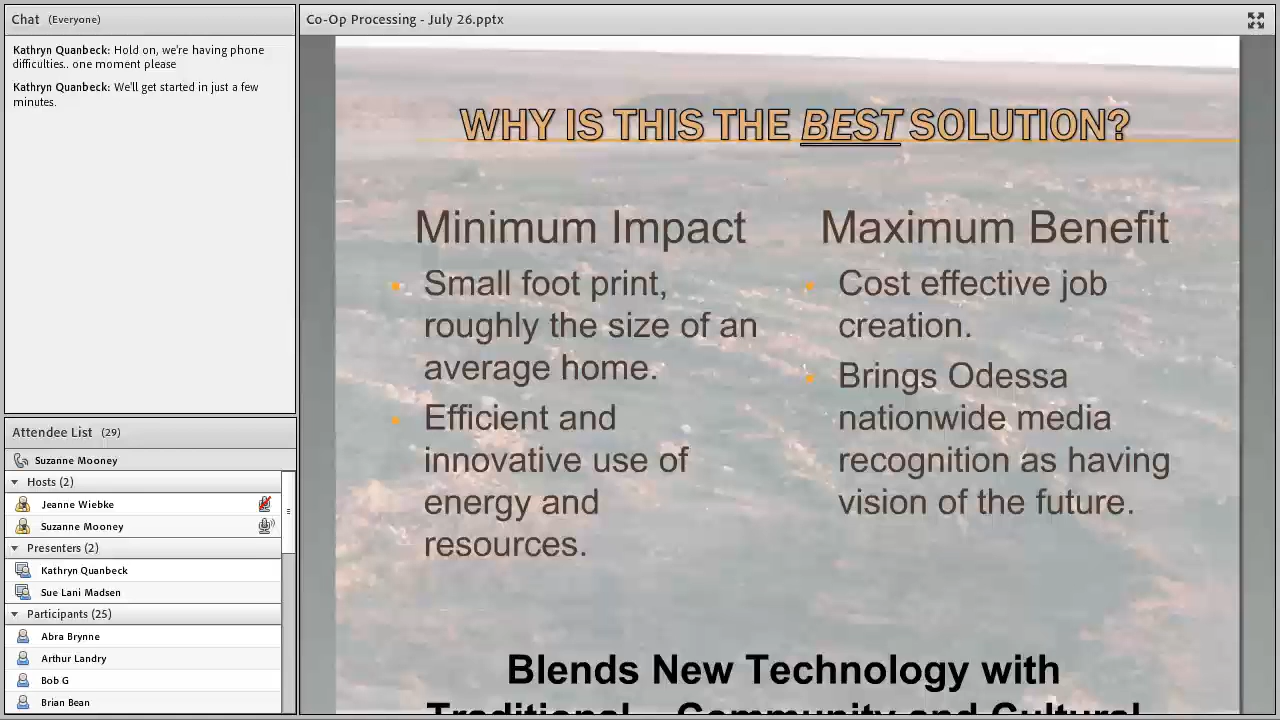 Chat (Everyone)
Kathryn Quanbeck: Hold on, we're having phone
difficulties.. one moment please
Kathryn Quanbeck: We'll get started in just a few
minutes.
Attendee List (29)
Suzanne Mooney
Hosts (2)
Jeanne Wiebke
Suzanne Mooney
Presenters (2)
Kathryn Quanbeck
Sue Lani Madsen
Participants (25)
Abra Brynne
Arthur Landry
Bob G
Brian Bean
Co-Op Processing - July 26.pptx
WHY IS THIS THE BEST SOLUTION?
Minimum Impact
Small foot print,
roughly the size of an
average home.
Efficient and
innovative use of
energy and
resources.
Maximum Benefit
Cost effective job
creation.
Brings Odessa
nationwide media
recognition as having
vision of the future.
Blends New Technology with
Traditional Community and Cultural